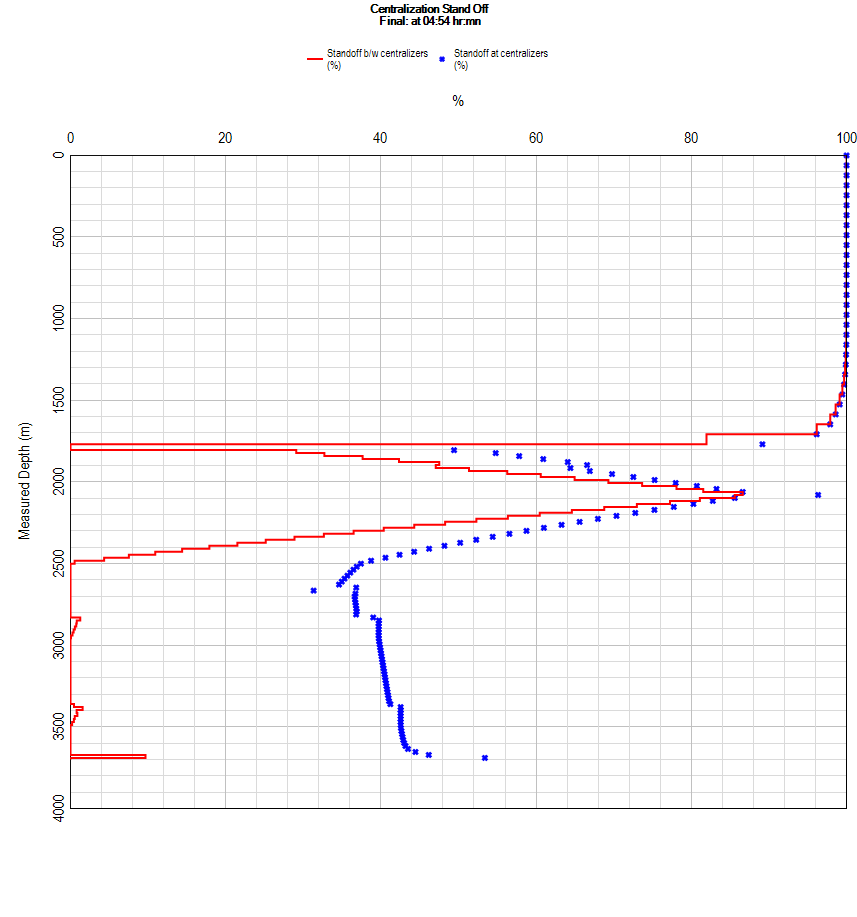 Centralization Stand Off
Final: at 04:54 hr:mn
Standoff b/w centralizers
(%)
Standoff at centralizers
(%)
%
0 20 40 60 80 100
0
500
1000
1500
2000
2500
3000
3500
4000
Measured Depth (m)